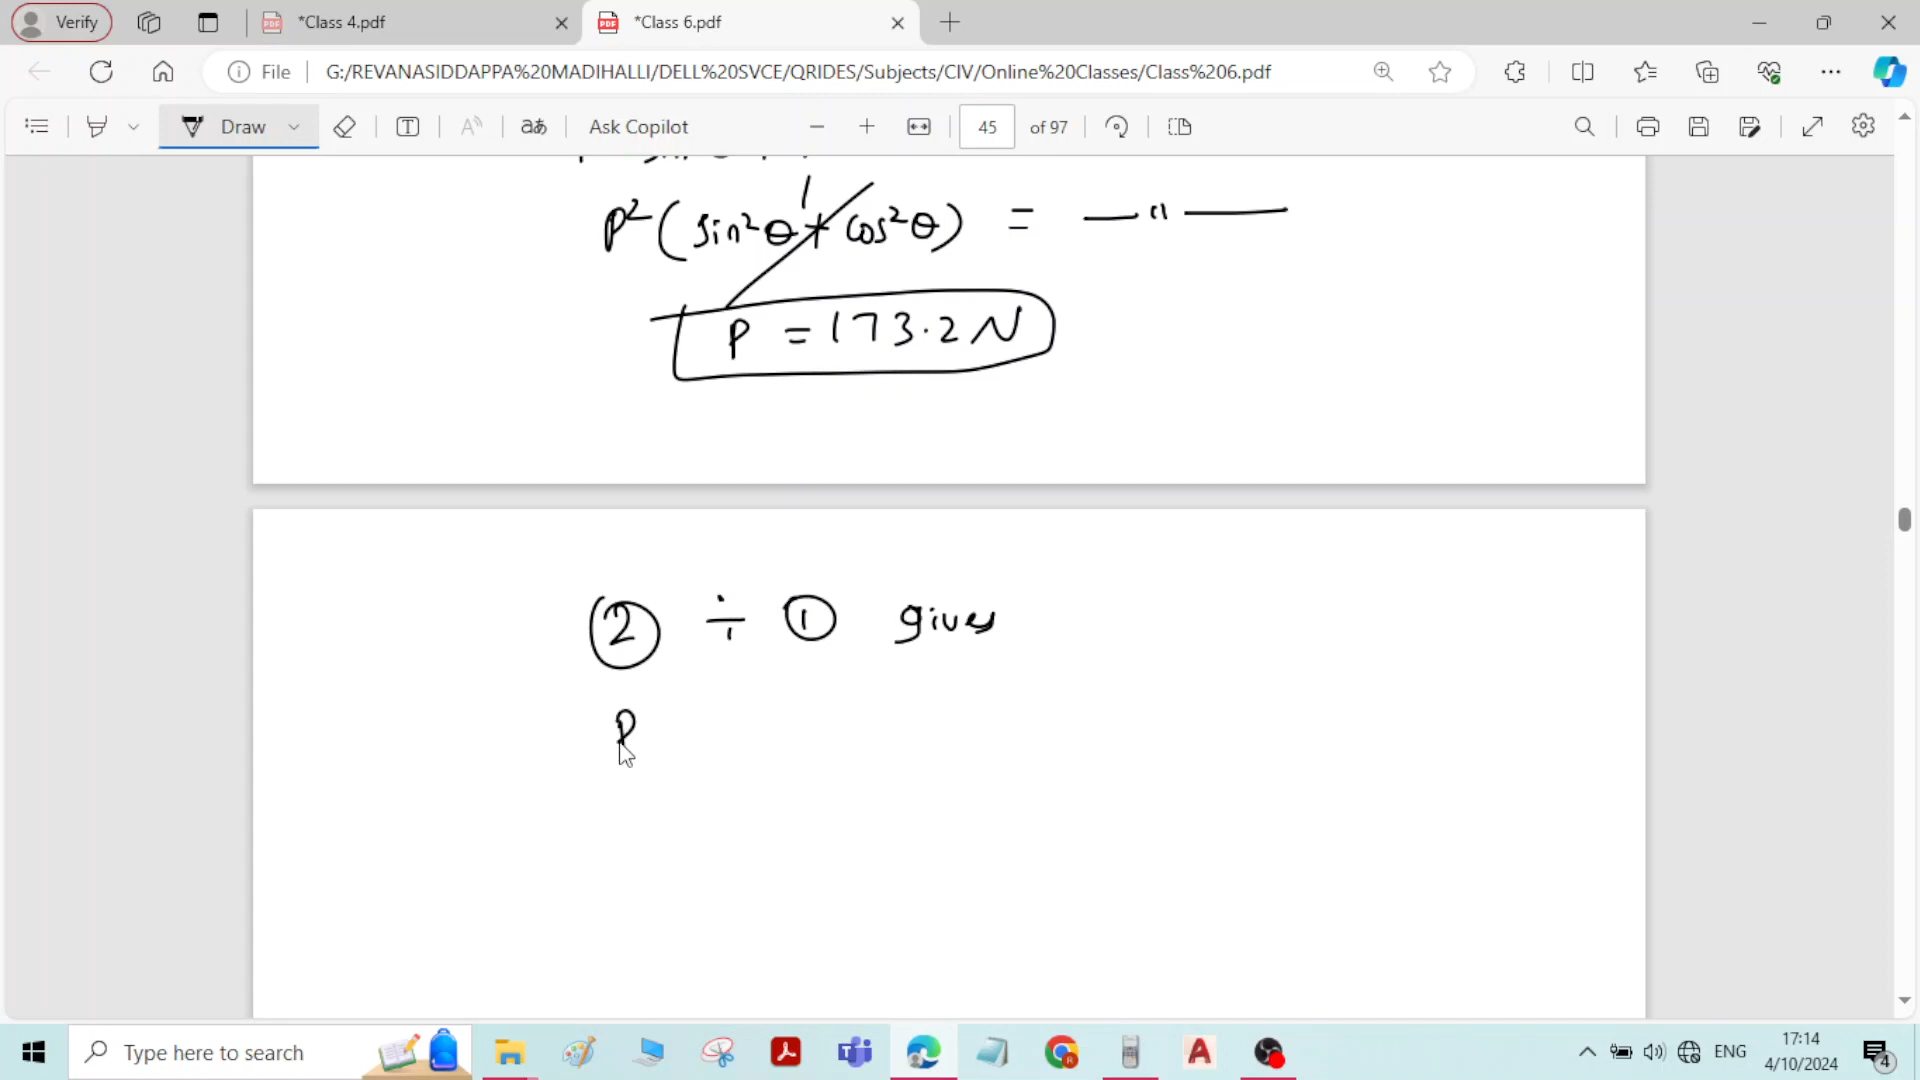 Verify
*Class 4.pdf
*Class 6.pdf
File
G:/REVANASIDDAPPA%20MADIHALLI/DELL%20SVCE/QRIDES/Subjects/CIV/Online%20Classes/Class%206.pdf
Draw
Ask Copilot
45 of 97
1
P²(sin²θ + cos²θ) = —"—
P = 173.2 N
② ÷ ① gives
P
Type here to search
ENG
17:14
4/10/2024
4